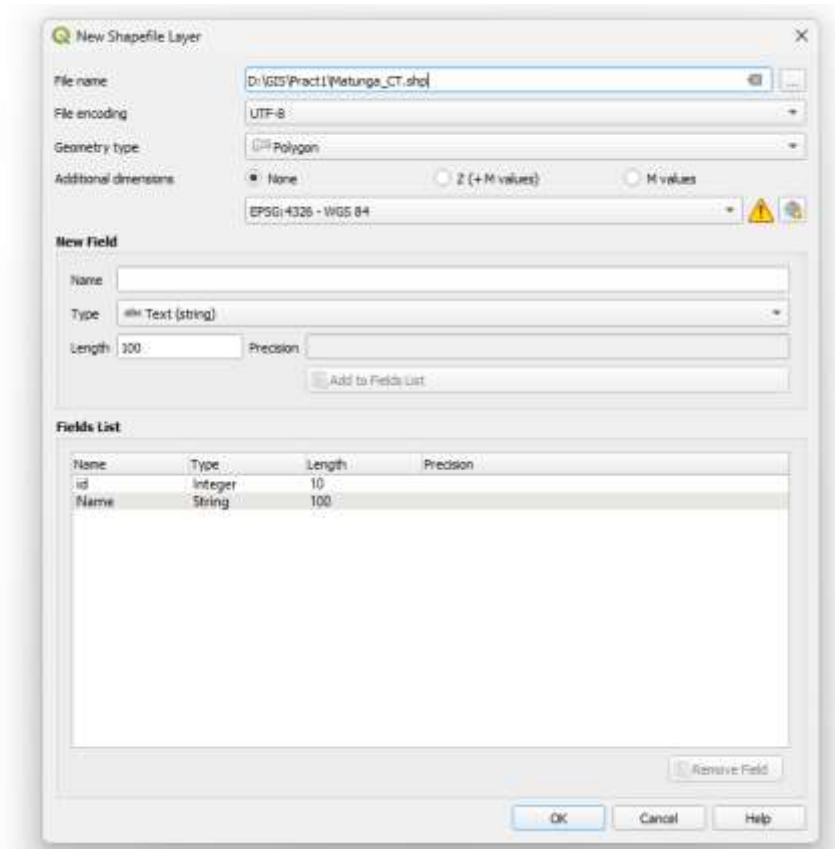 New Shapefile Layer
File name D:\GIS\Pract1\Matunga_CT.shp ...
File encoding UTF-8
Geometry type Polygon
Additional dimensions None Z (+ M values) M values
EPSG:4326 - WGS 84
New Field
Name
Type abc Text (string)
Length 100 Precision
Add to Fields List
Fields List
Name Type Length Precision
id Integer 10
Name String 100
Remove Field
OK Cancel Help